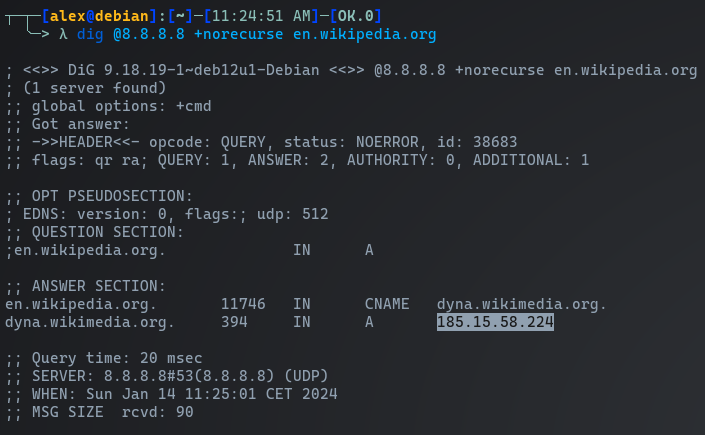 ┬───[alex@debian]:[~]─[11:24:51 AM]─[OK.0]
╰─> λ dig @8.8.8.8 +norecurse en.wikipedia.org

; <<>> DiG 9.18.19-1~deb12u1-Debian <<>> @8.8.8.8 +norecurse en.wikipedia.org
; (1 server found)
;; global options: +cmd
;; Got answer:
;; ->>HEADER<<- opcode: QUERY, status: NOERROR, id: 38683
;; flags: qr ra; QUERY: 1, ANSWER: 2, AUTHORITY: 0, ADDITIONAL: 1

;; OPT PSEUDOSECTION:
; EDNS: version: 0, flags:; udp: 512
;; QUESTION SECTION:
;en.wikipedia.org.		IN	A

;; ANSWER SECTION:
en.wikipedia.org.	11746	IN	CNAME	dyna.wikimedia.org.
dyna.wikimedia.org.	394	IN	A	185.15.58.224

;; Query time: 20 msec
;; SERVER: 8.8.8.8#53(8.8.8.8) (UDP)
;; WHEN: Sun Jan 14 11:25:01 CET 2024
;; MSG SIZE  rcvd: 90